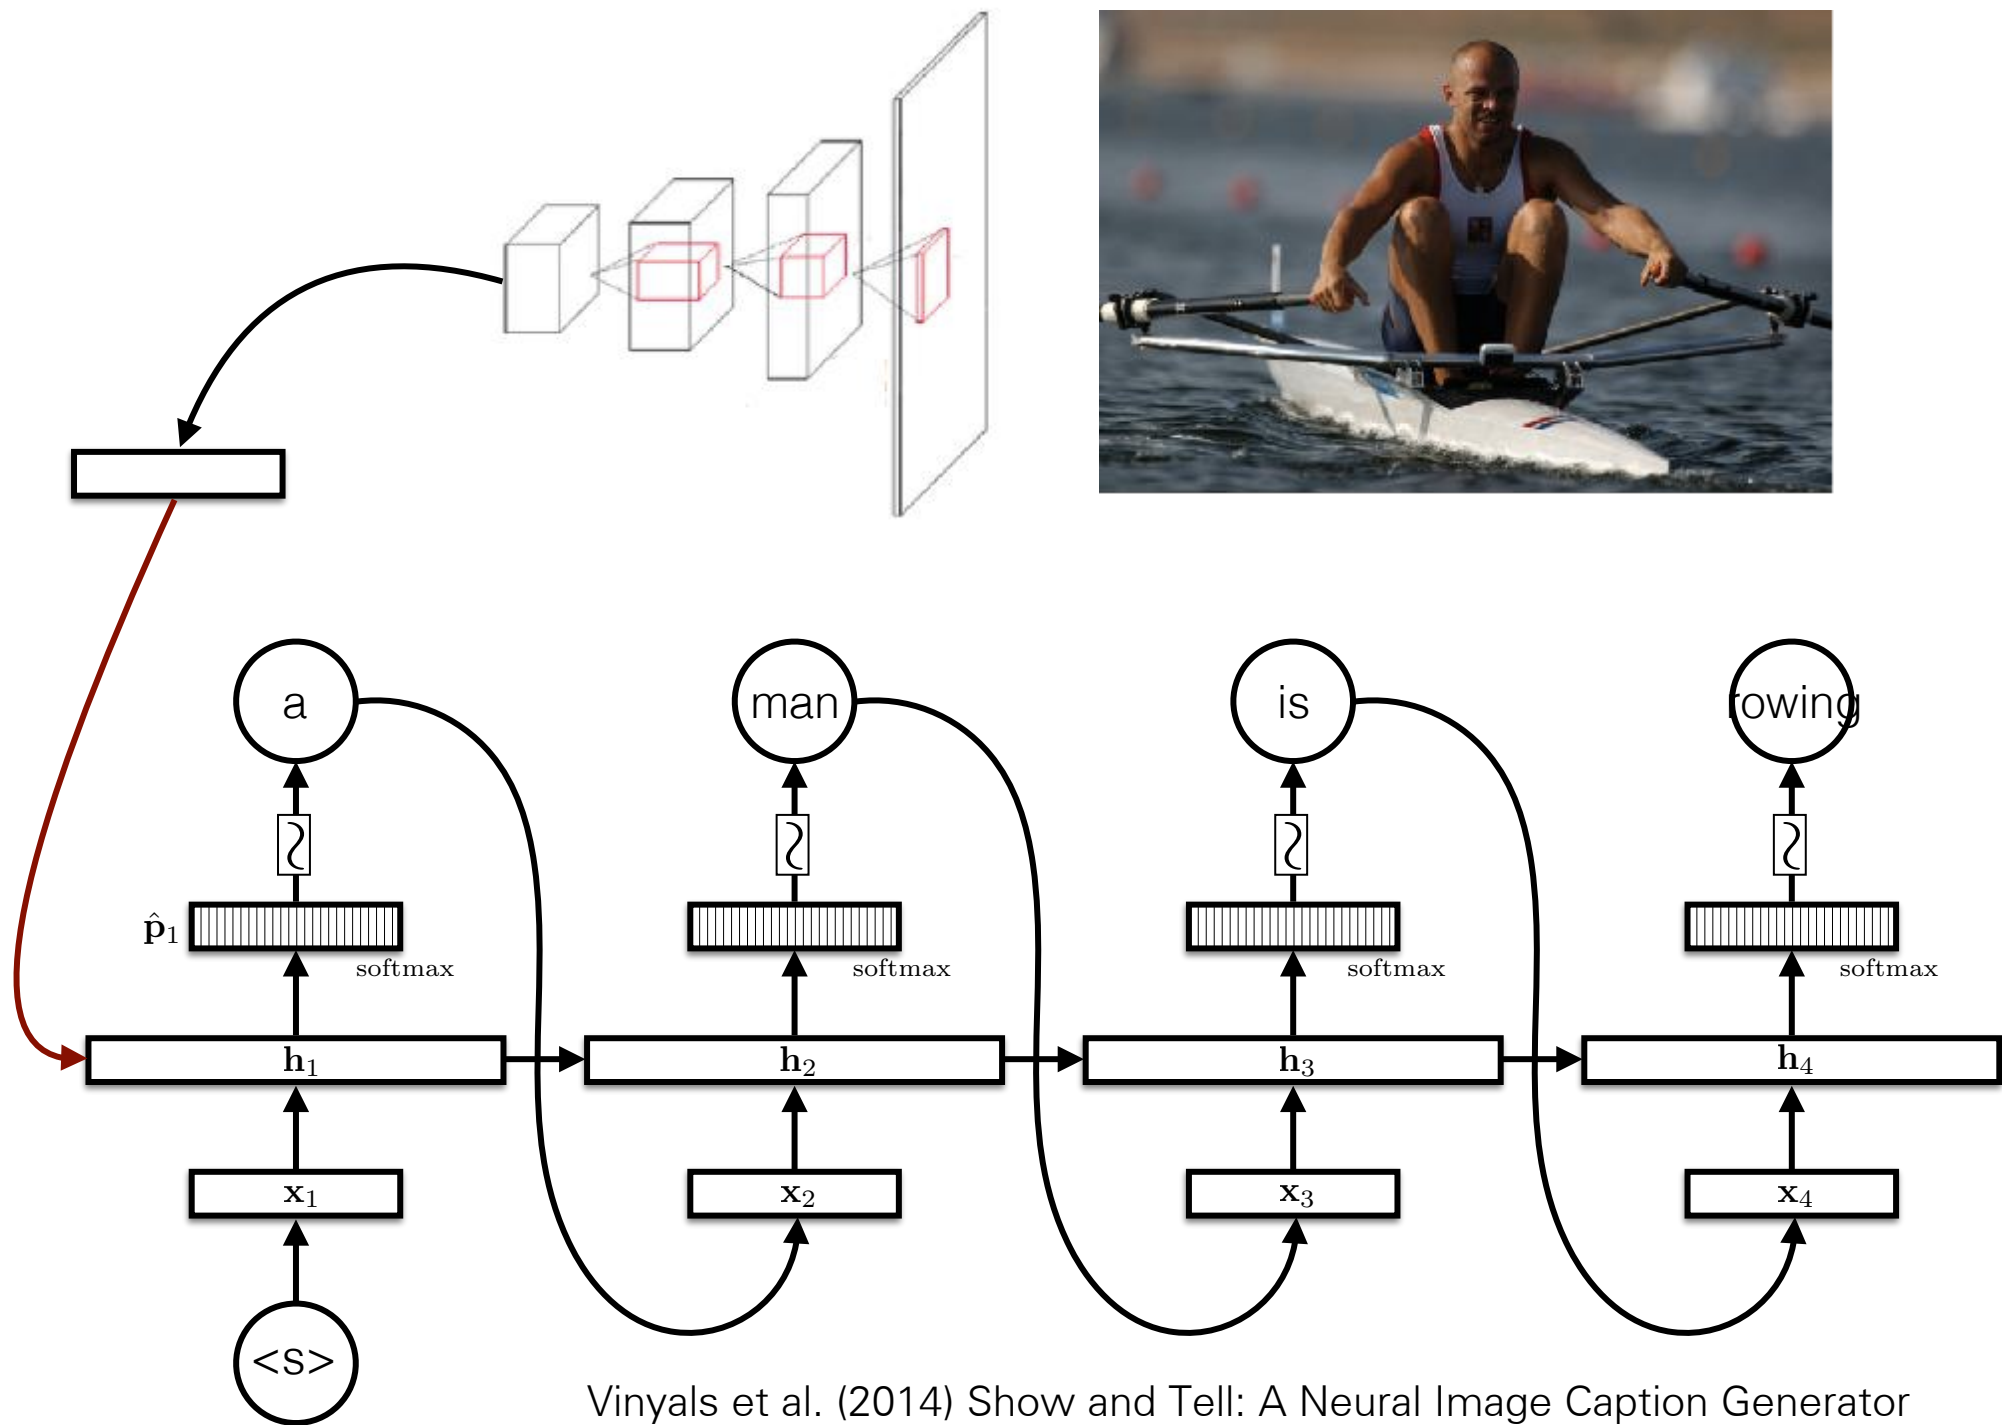 a man is rowing
~ ~ ~ ~
p̂₁
softmax softmax softmax softmax
h₁ h₂ h₃ h₄
x₁ x₂ x₃ x₄
<s>
Vinyals et al. (2014) Show and Tell: A Neural Image Caption Generator